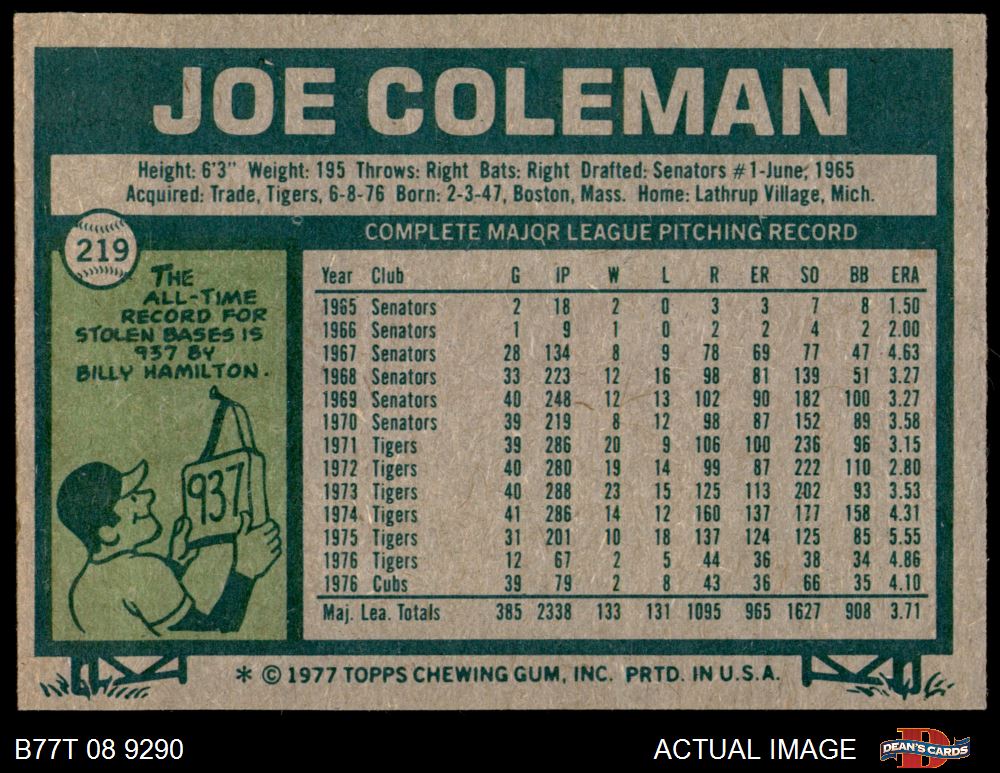 JOE COLEMAN
Height: 6'3" Weight: 195 Throws: Right Bats: Right Drafted: Senators #1-June, 1965
Acquired: Trade, Tigers, 6-8-76 Born: 2-3-47, Boston, Mass. Home: Lathrup Village, Mich.
219
THE
ALL-TIME
RECORD FOR
STOLEN BASES IS
937 BY
BILLY HAMILTON.
937
COMPLETE MAJOR LEAGUE PITCHING RECORD
Year Club G IP W L R ER SO BB ERA
1965 Senators 2 18 2 0 3 3 7 8 1.50
1966 Senators 1 9 1 0 2 2 4 2 2.00
1967 Senators 28 134 8 9 78 69 77 47 4.63
1968 Senators 33 223 12 16 98 81 139 51 3.27
1969 Senators 40 248 12 13 102 90 182 100 3.27
1970 Senators 39 219 8 12 98 87 152 89 3.58
1971 Tigers 39 286 20 9 106 100 236 96 3.15
1972 Tigers 40 280 19 14 99 87 222 110 2.80
1973 Tigers 40 288 23 15 125 113 202 93 3.53
1974 Tigers 41 286 14 12 160 137 177 158 4.31
1975 Tigers 31 201 10 18 137 124 125 85 5.55
1976 Tigers 12 67 2 5 44 36 38 34 4.86
1976 Cubs 39 79 2 8 43 36 66 35 4.10
Maj. Lea. Totals 385 2338 133 131 1095 965 1627 908 3.71
* © 1977 TOPPS CHEWING GUM, INC. PRTD. IN U.S.A.
B77T 08 9290
ACTUAL IMAGE
DEAN'S CARDS